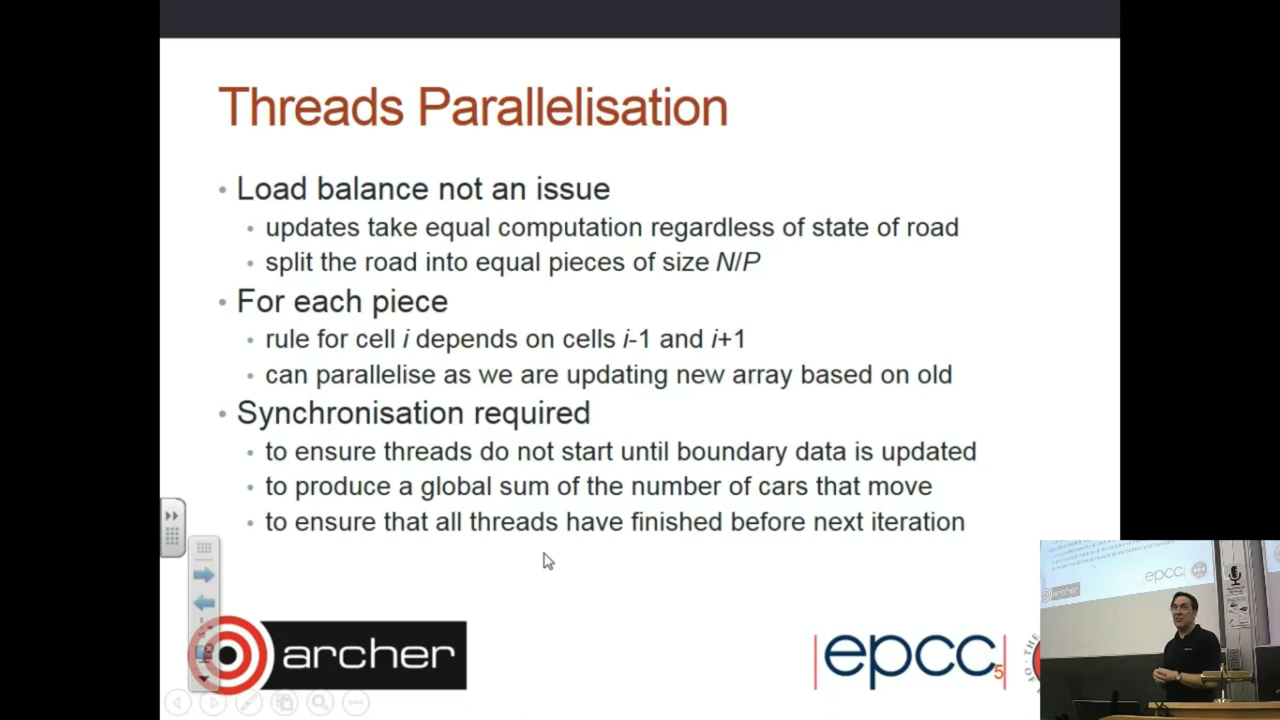 Threads Parallelisation
• Load balance not an issue
• updates take equal computation regardless of state of road
• split the road into equal pieces of size N/P
• For each piece
• rule for cell i depends on cells i-1 and i+1
• can parallelise as we are updating new array based on old
• Synchronisation required
• to ensure threads do not start until boundary data is updated
• to produce a global sum of the number of cars that move
• to ensure that all threads have finished before next iteration
archer
epcc
5
epcc
archer